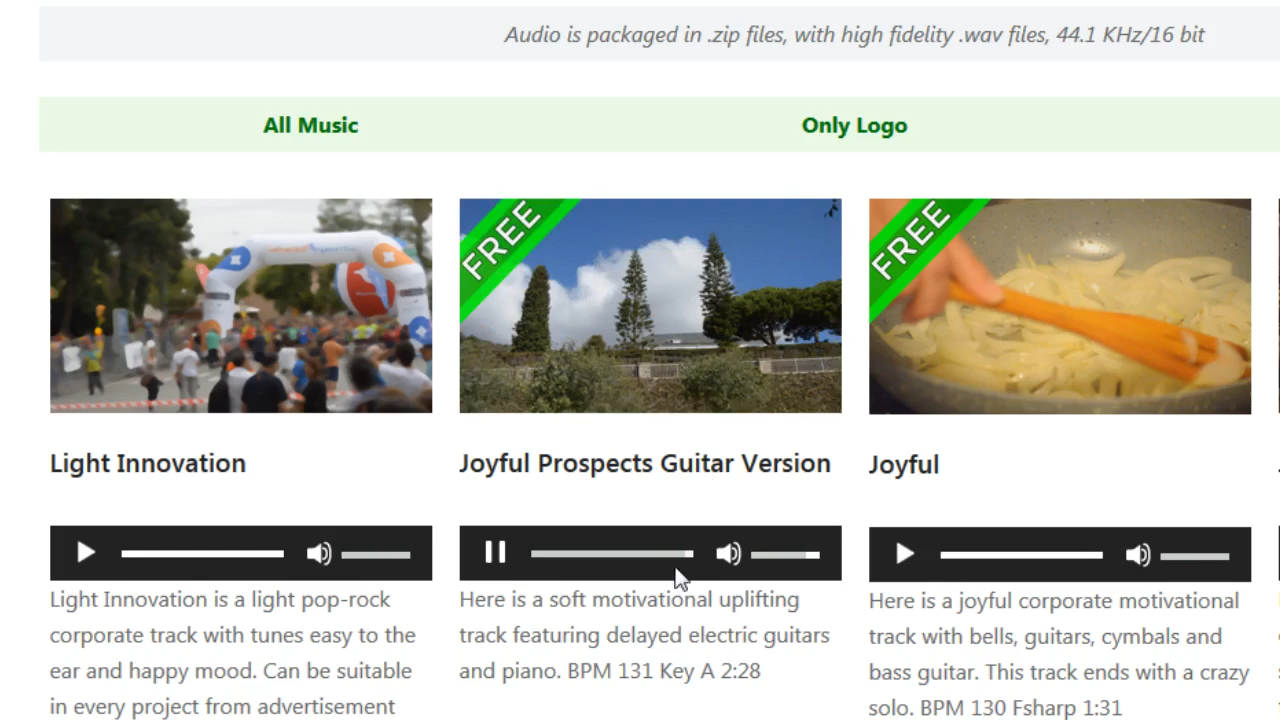 Audio is packaged in .zip files, with high fidelity .wav files, 44.1 KHz/16 bit
All Music
Only Logo
FREE
FREE
Light Innovation
Light Innovation is a light pop-rock
corporate track with tunes easy to the
ear and happy mood. Can be suitable
in every project from advertisement
Joyful Prospects Guitar Version
Here is a soft motivational uplifting
track featuring delayed electric guitars
and piano. BPM 131 Key A 2:28
Joyful
Here is a joyful corporate motivational
track with bells, guitars, cymbals and
bass guitar. This track ends with a crazy
solo. BPM 130 Fsharp 1:31